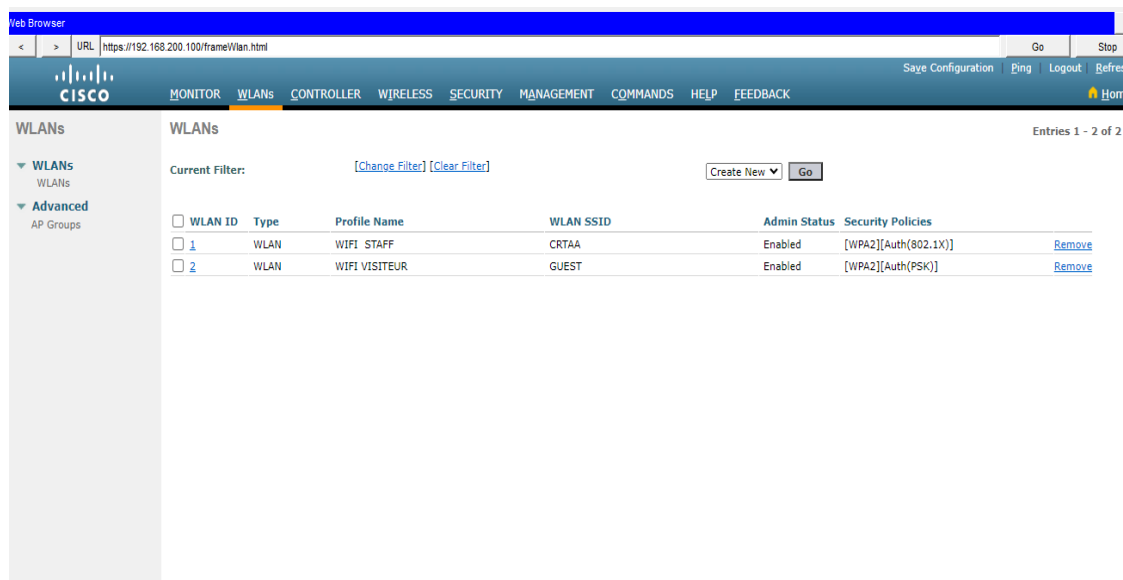 Web Browser
< > URL https://192.168.200.100/frameWlan.html Go Stop
Save Configuration | Ping | Logout | Refres
CISCO MONITOR WLANs CONTROLLER WIRELESS SECURITY MANAGEMENT COMMANDS HELP FEEDBACK Hom
WLANs
WLANs
WLANs
Advanced
AP Groups
WLANs Entries 1 - 2 of 2
Current Filter: [Change Filter] [Clear Filter] Create New Go
WLAN ID Type Profile Name WLAN SSID Admin Status Security Policies
1 WLAN WIFI STAFF CRTAA Enabled [WPA2][Auth(802.1X)] Remove
2 WLAN WIFI VISITEUR GUEST Enabled [WPA2][Auth(PSK)] Remove